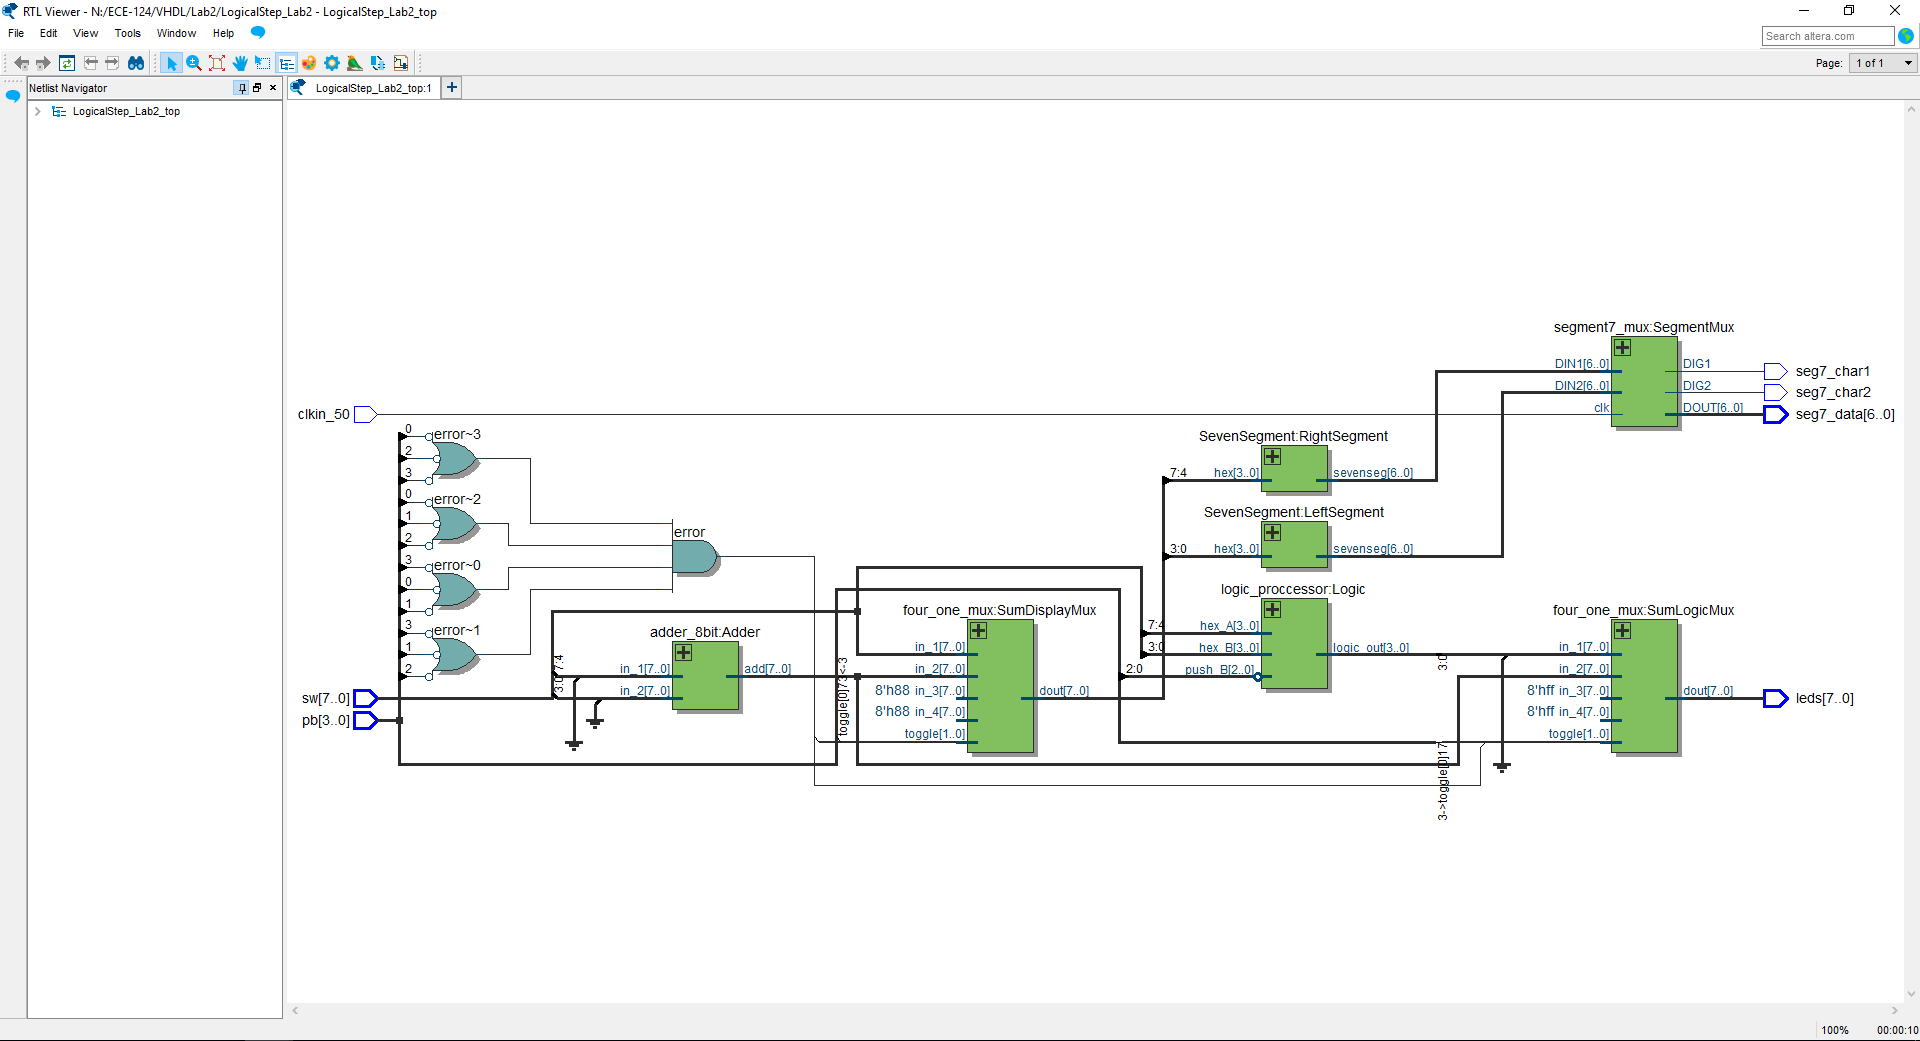 RTL Viewer - N:/ECE-124/VHDL/Lab2/LogicalStep_Lab2 - LogicalStep_Lab2_top
File Edit View Tools Window Help
Search altera.com
Page: 1 of 1
Netlist Navigator
LogicalStep_Lab2_top:1
LogicalStep_Lab2_top
segment7_mux:SegmentMux
DIN1[6..0]
DIN2[6..0]
clk
DIG1
DIG2
DOUT[6..0]
seg7_char1
seg7_char2
seg7_data[6..0]
clkin_50
0
2
3
error~3
0
1
2
error~2
3
0
1
error~0
3
1
2
error~1
error
SevenSegment:RightSegment
7:4
hex[3..0]
sevenseg[6..0]
SevenSegment:LeftSegment
3:0
hex[3..0]
sevenseg[6..0]
logic_proccessor:Logic
7:4
hex_A[3..0]
3:0
hex_B[3..0]
2:0
push_B[2..0]
logic_out[3..0]
four_one_mux:SumDisplayMux
in_1[7..0]
in_2[7..0]
8'h88 in_3[7..0]
8'h88 in_4[7..0]
toggle[1..0]
dout[7..0]
four_one_mux:SumLogicMux
in_1[7..0]
in_2[7..0]
8'hff in_3[7..0]
8'hff in_4[7..0]
toggle[1..0]
dout[7..0]
leds[7..0]
adder_8bit:Adder
in_1[7..0]
in_2[7..0]
add[7..0]
7:4
3:0
3:0
sw[7..0]
pb[3..0]
100%
00:00:10